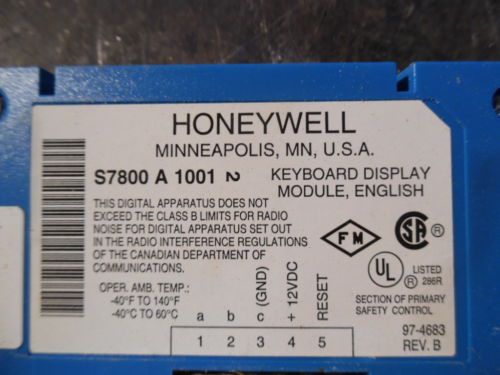 HONEYWELL
MINNEAPOLIS, MN, U.S.A.
S7800 A 1001 2 KEYBOARD DISPLAY
MODULE, ENGLISH
THIS DIGITAL APPARATUS DOES NOT
EXCEED THE CLASS B LIMITS FOR RADIO
NOISE FOR DIGITAL APPARATUS SET OUT
IN THE RADIO INTERFERENCE REGULATIONS
OF THE CANADIAN DEPARTMENT OF
COMMUNICATIONS.
FM
SA ®
UL ® LISTED
286R
OPER. AMB. TEMP.:
-40°F TO 140°F
-40°C TO 60°C
a b c (GND) + 12VDC RESET
1 2 3 4 5
SECTION OF PRIMARY
SAFETY CONTROL
97-4683
REV. B